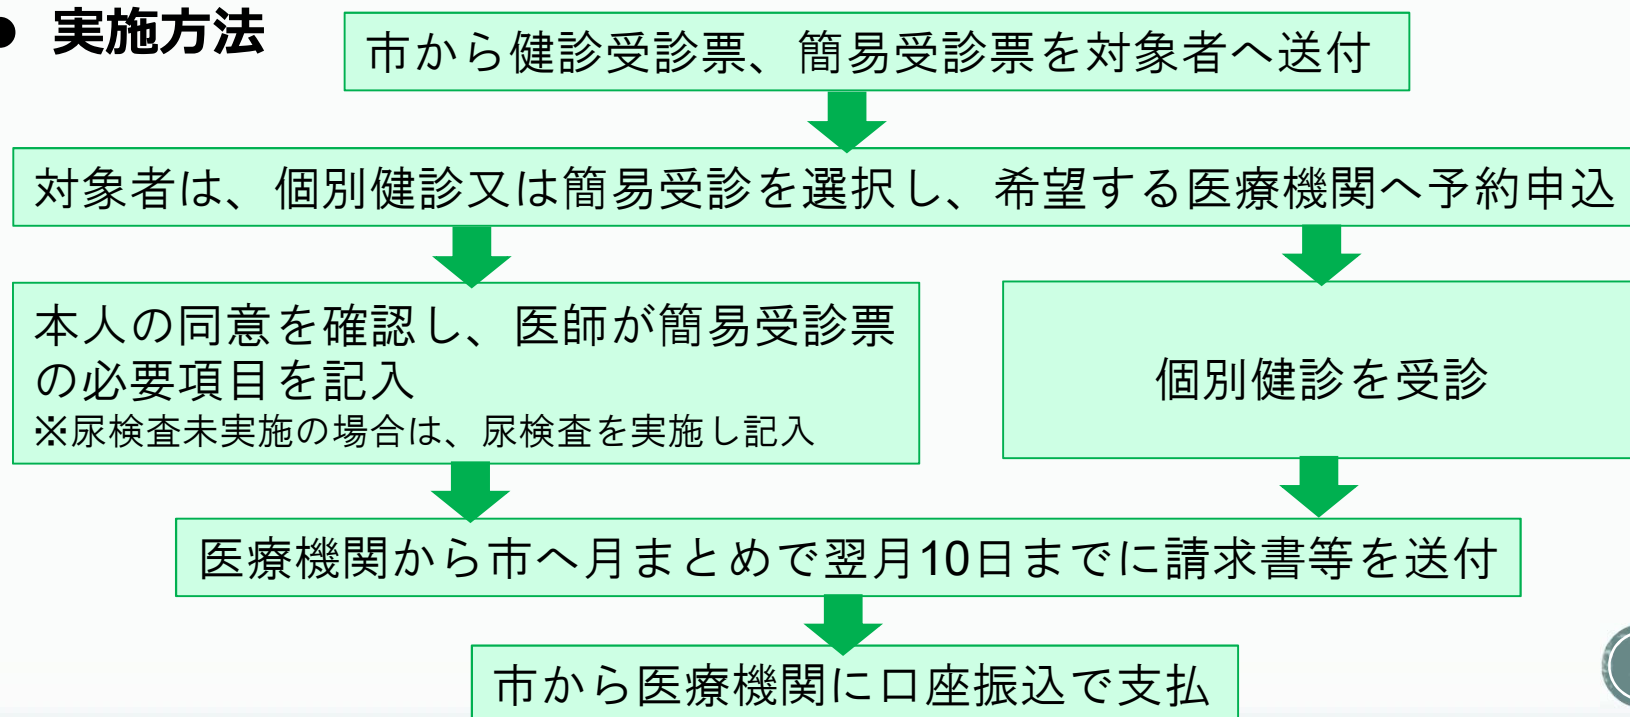 ● 実施方法
市から健診受診票、簡易受診票を対象者へ送付
対象者は、個別健診又は簡易受診を選択し、希望する医療機関へ予約申込
本人の同意を確認し、医師が簡易受診票
の必要項目を記入
※尿検査未実施の場合は、尿検査を実施し記入
個別健診を受診
医療機関から市へ月まとめで翌月10日までに請求書等を送付
市から医療機関に口座振込で支払